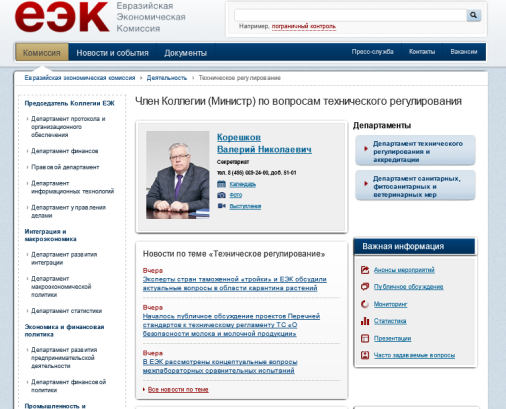 ЕЭК
Евразийская
Экономическая
Комиссия
Например, пограничный контроль
Комиссия
Новости и события
Документы
Пресс-служба
Контакты
Вакансии
Евразийская экономическая комиссия › Деятельность › Техническое регулирование
Председатель Коллегии ЕЭК
Департамент протокола и
организационного
обеспечения
Департамент финансов
Правовой департамент
Департамент
информационных технологий
Департамент управления
делами
Интеграция и
макроэкономика
Департамент развития
интеграции
Департамент
макроэкономической
политики
Департамент статистики
Экономика и финансовая
политика
Департамент развития
предпринимательской
деятельности
Департамент финансовой
политики
Промышленность и
Член Коллегии (Министр) по вопросам технического регулирования
Корешков
Валерий Николаевич
Секретариат
тел. 8 (495) 669-24-00, доб. 51-01
Календарь
Фото
Выступления
Новости по теме «Техническое регулирование»
Вчера
Эксперты стран таможенной «тройки» и ЕЭК обсудили
актуальные вопросы в области карантина растений
Вчера
Началось публичное обсуждение проектов Перечней
стандартов к техническому регламенту ТС «О
безопасности молока и молочной продукции»
Вчера
В ЕЭК рассмотрены концептуальные вопросы
межлабораторных сравнительных испытаний
Все новости по теме
Департаменты
Департамент технического
регулирования и
аккредитации
Департамент санитарных,
фитосанитарных и
ветеринарных мер
Важная информация
Анонсы мероприятий
Публичное обсуждение
Мониторинг
Статистика
Презентации
Часто задаваемые вопросы